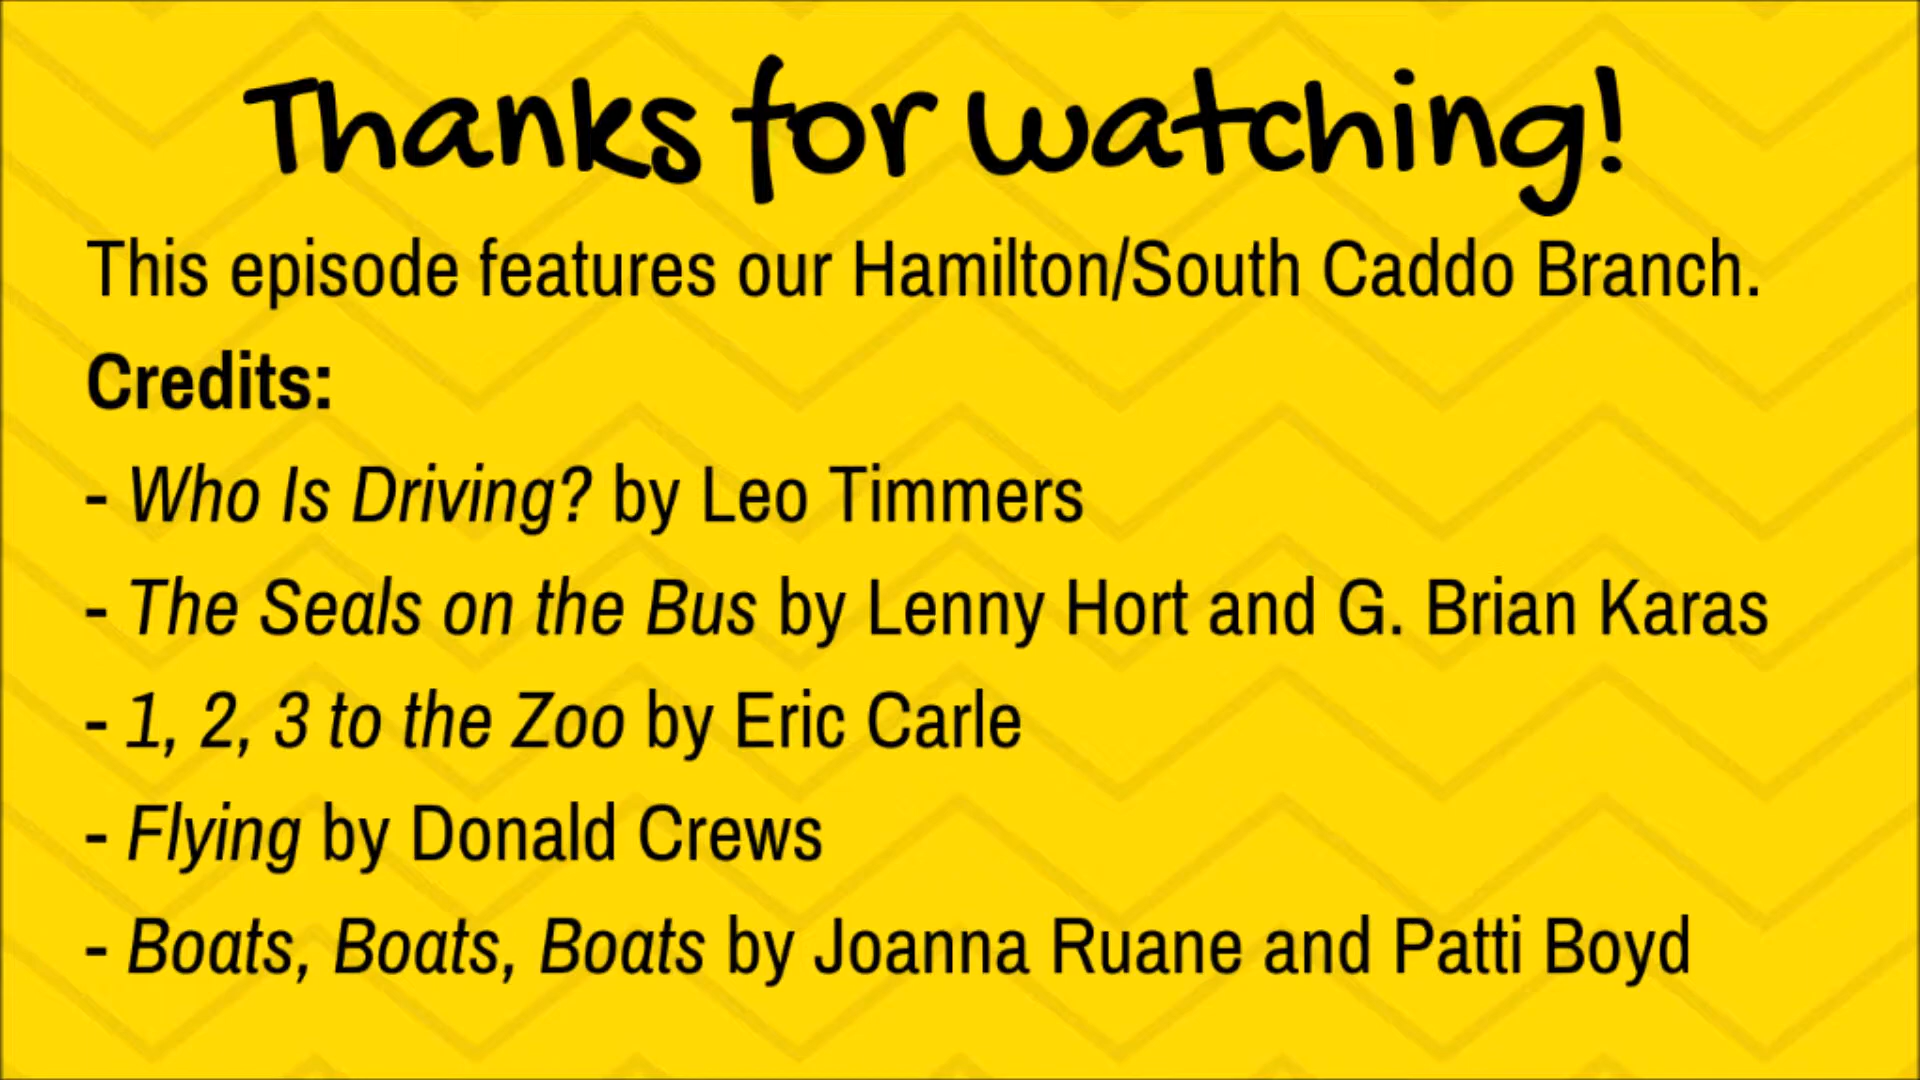 Thanks for watching!
This episode features our Hamilton/South Caddo Branch.
Credits:
- Who Is Driving? by Leo Timmers
- The Seals on the Bus by Lenny Hort and G. Brian Karas
- 1, 2, 3 to the Zoo by Eric Carle
- Flying by Donald Crews
- Boats, Boats, Boats by Joanna Ruane and Patti Boyd